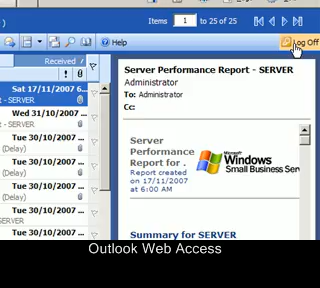 Items 1 to 25 of 25
Help
Log Off
Received
Sat 17/11/2007 6...
- SERVER
Wed 31/10/2007 ...
- SERVER
Tue 30/10/2007 ...
(Delay)
Tue 30/10/2007 ...
(Delay)
Tue 30/10/2007 ...
Tue 30/10/2007 ...
SERVER
Tue 30/10/2007 ...
Server Performance Report - SERVER
Administrator
To: Administrator
Cc:
Server
Performance
Report for .
Report created
on 17/11/2007
at 6:00 AM
Microsoft
Windows
Small Business Serv
Summary for SERVER
Outlook Web Access